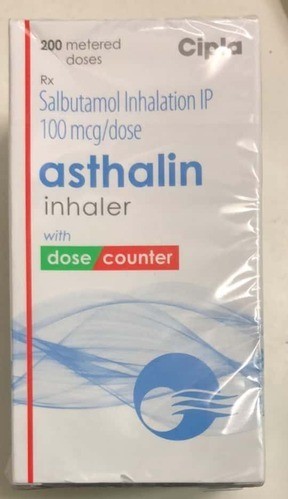 200 metered
doses
Cipla
Rx
Salbutamol Inhalation IP
100 mcg/dose
asthalin
inhaler
with
dose counter